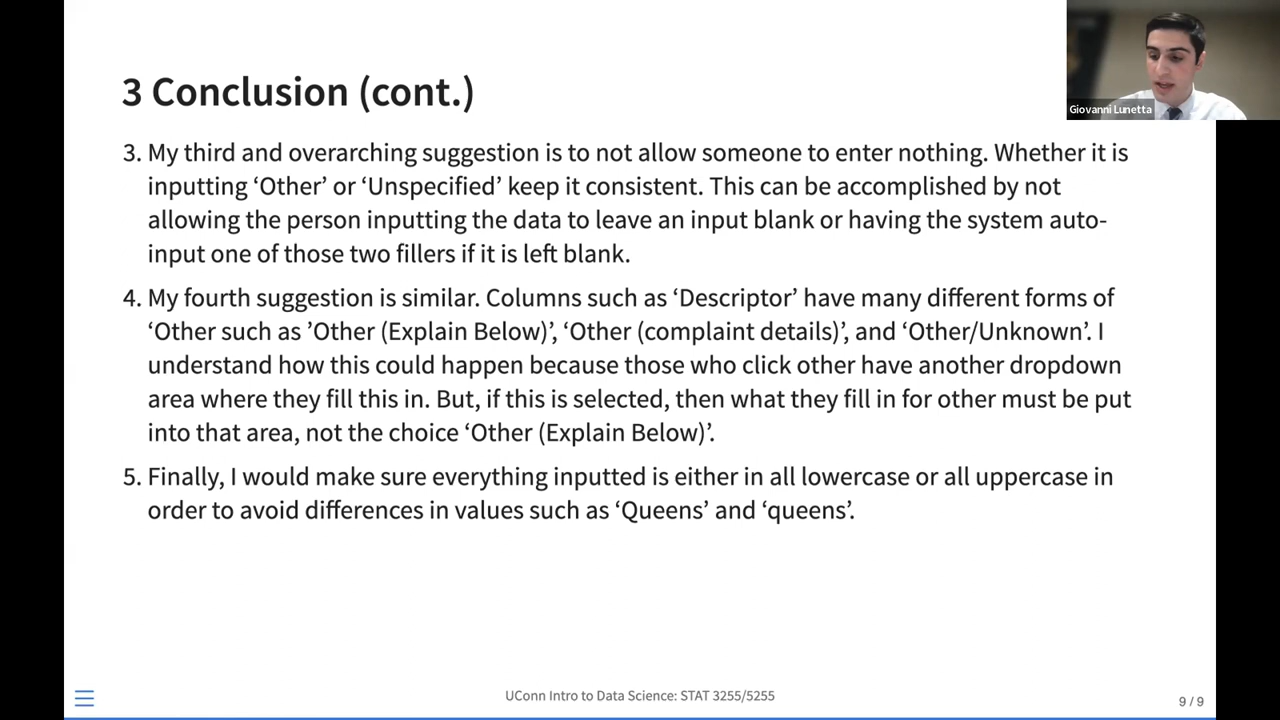 Giovanni Lunetta
3 Conclusion (cont.)
3. My third and overarching suggestion is to not allow someone to enter nothing. Whether it is
inputting ‘Other’ or ‘Unspecified’ keep it consistent. This can be accomplished by not
allowing the person inputting the data to leave an input blank or having the system auto-
input one of those two fillers if it is left blank.
4. My fourth suggestion is similar. Columns such as ‘Descriptor’ have many different forms of
‘Other such as ’Other (Explain Below)’, ‘Other (complaint details)’, and ‘Other/Unknown’. I
understand how this could happen because those who click other have another dropdown
area where they fill this in. But, if this is selected, then what they fill in for other must be put
into that area, not the choice ‘Other (Explain Below)’.
5. Finally, I would make sure everything inputted is either in all lowercase or all uppercase in
order to avoid differences in values such as ‘Queens’ and ‘queens’.
UConn Intro to Data Science: STAT 3255/5255
9 / 9